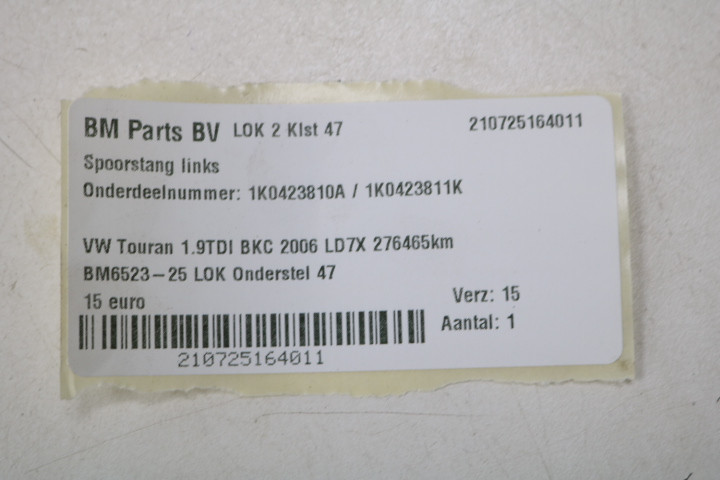 BM Parts BV LOK 2 Klst 47 210725164011
Spoorstang links
Onderdeelnummer: 1K0423810A / 1K0423811K
VW Touran 1.9TDI BKC 2006 LD7X 276465km
BM6523-25 LOK Onderstel 47
15 euro Verz: 15
Aantal: 1
210725164011